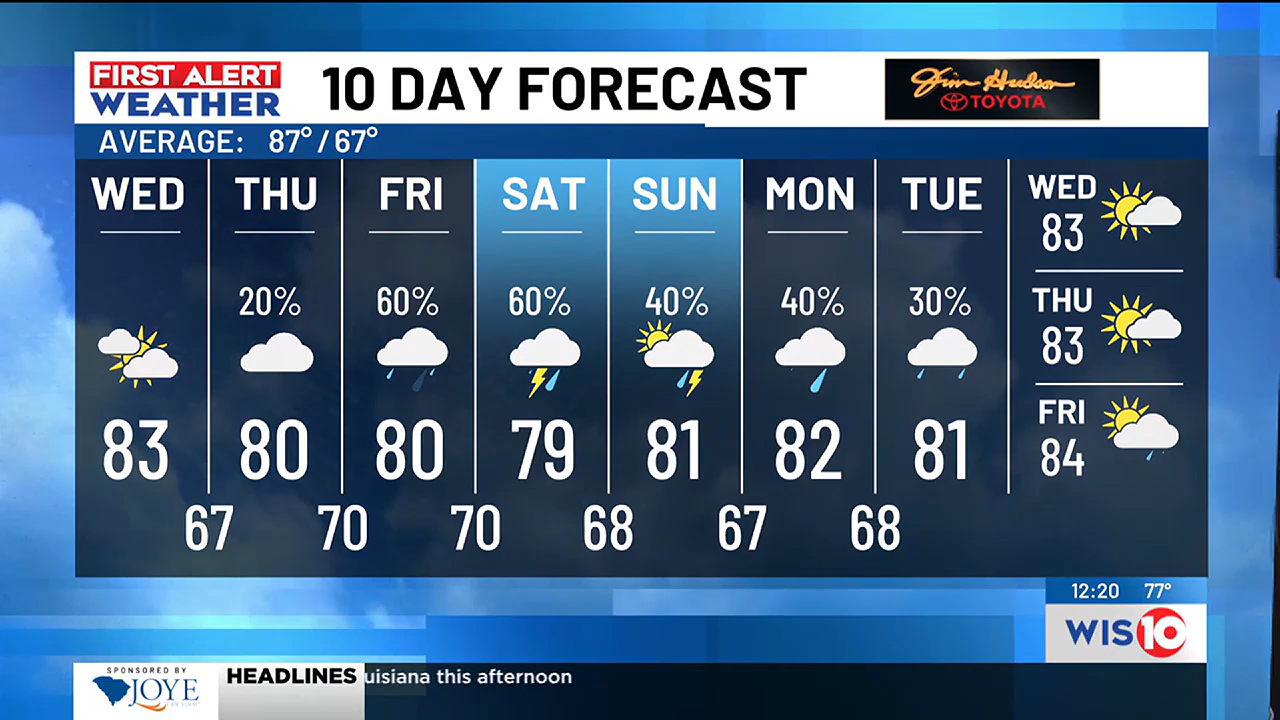 FIRST ALERT
WEATHER
10 DAY FORECAST
Jim Hudson
TOYOTA
AVERAGE: 87° / 67°
WED THU FRI SAT SUN MON TUE
20% 60% 60% 40% 40% 30%
83 80 80 79 81 82 81
67 70 70 68 67 68
WED
83
THU
83
FRI
84
12:20 77°
WIS10
SPONSORED BY
JOYE
HEADLINES uisiana this afternoon